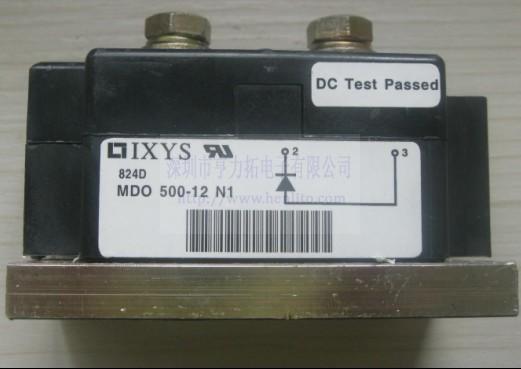 DC Test Passed
IXYS
2
3
824D
MDO 500-12 N1
深圳市亨力拓电子有限公司
http://www.henlito.com